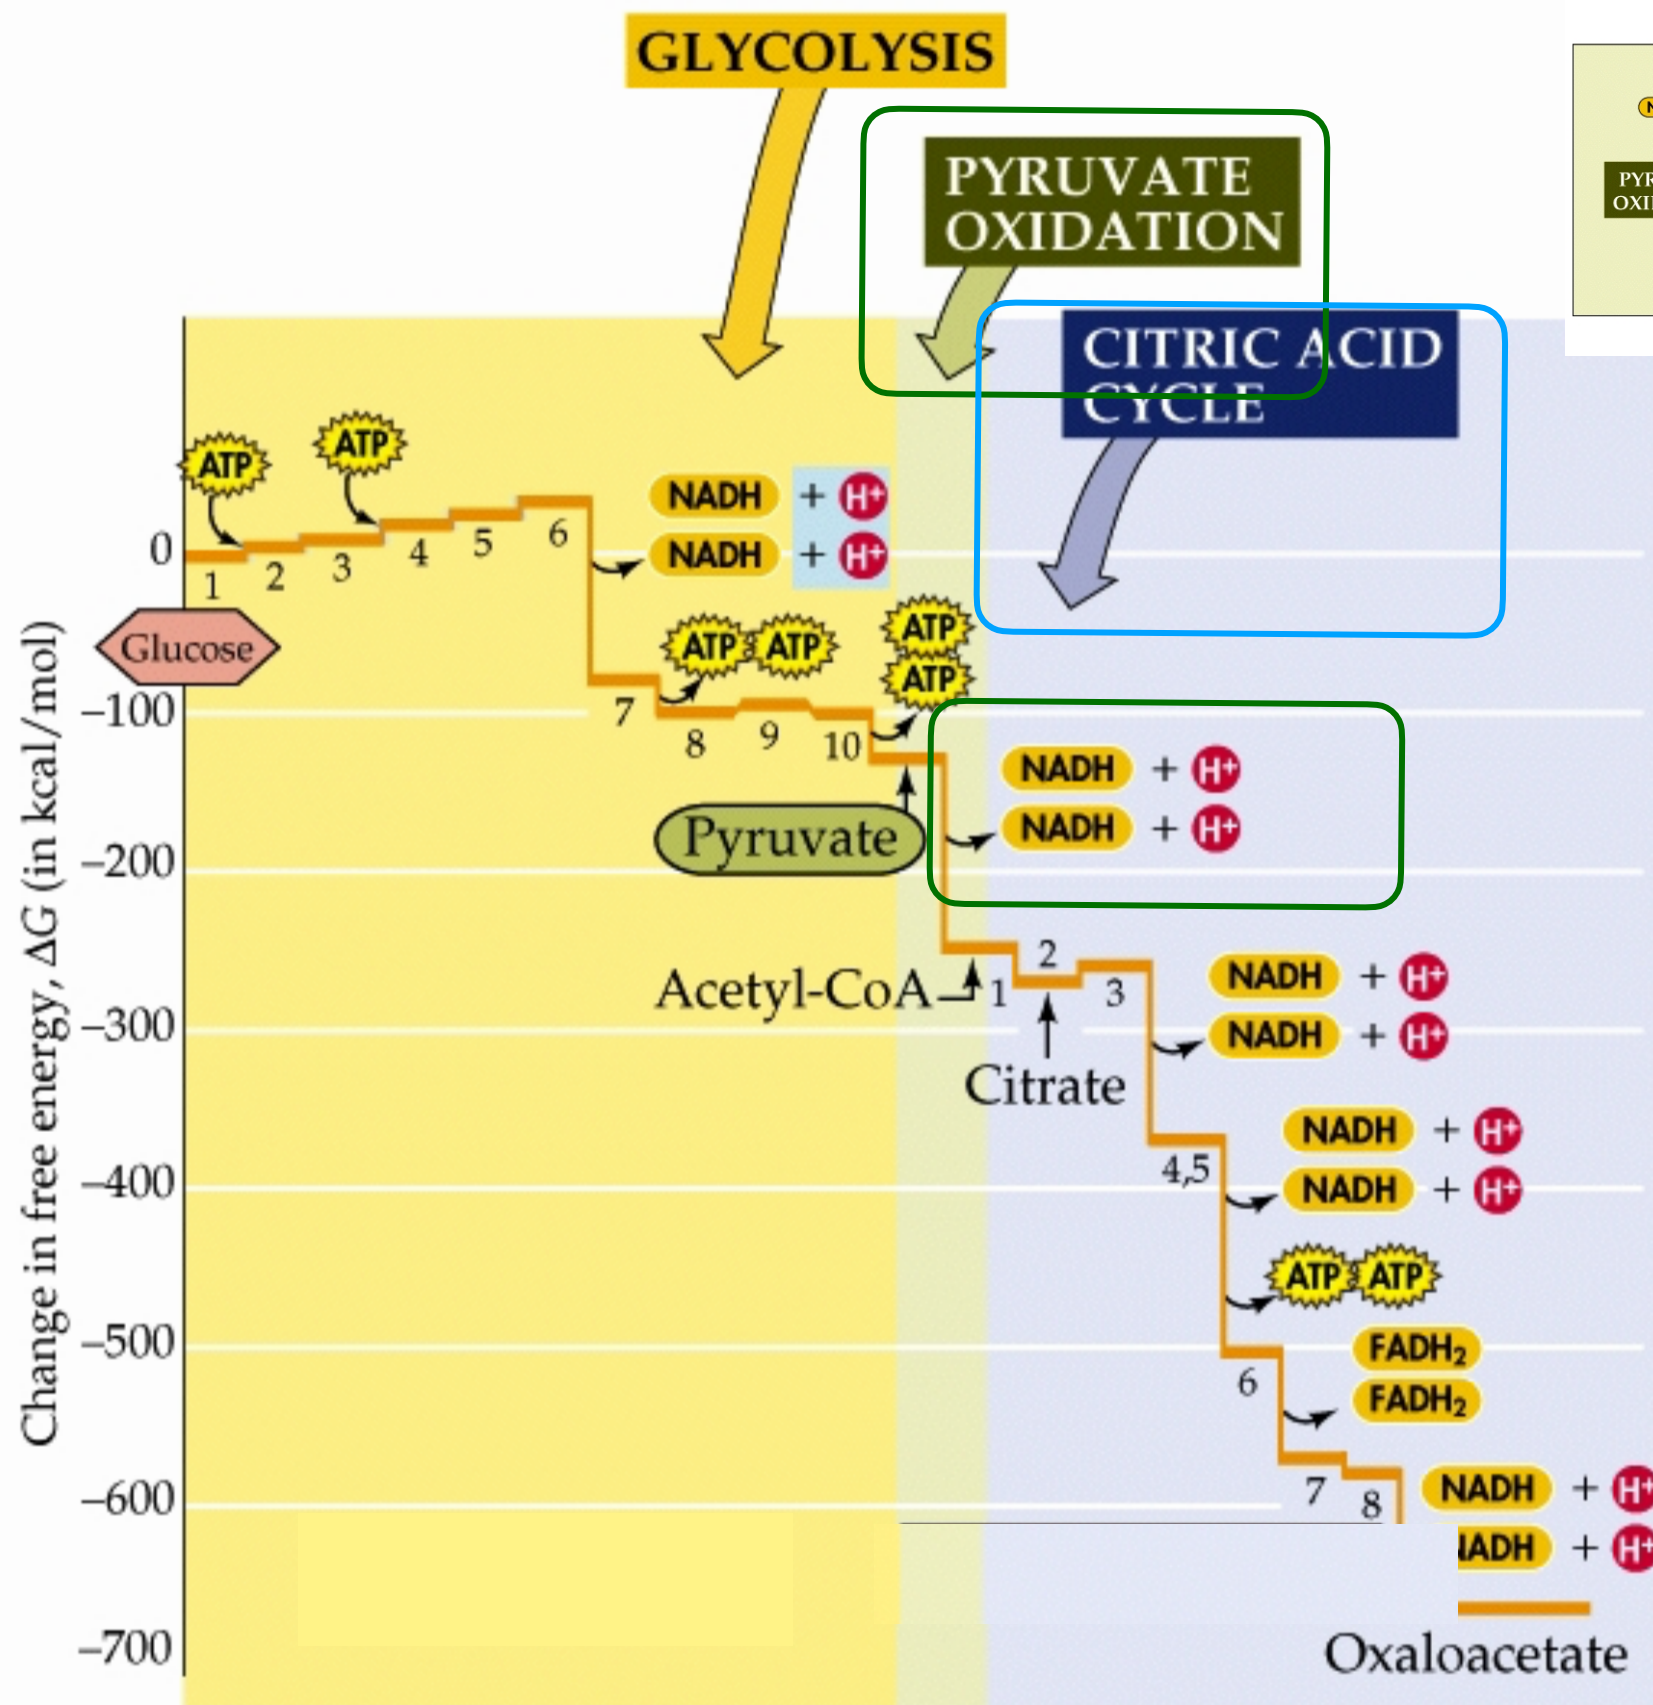 GLYCOLYSIS
PYRUVATE
OXIDATION
CITRIC ACID
CYCLE
ATP
ATP
NADH + H+
NADH + H+
0
1
2
3
4
5
6
Glucose
ATP ATP
ATP
ATP
Change in free energy, ΔG (in kcal/mol)
–100
7
8
9
10
NADH + H+
NADH + H+
Pyruvate
–200
Acetyl-CoA
1
2
3
NADH + H+
NADH + H+
–300
Citrate
NADH + H+
NADH + H+
4,5
–400
ATP ATP
–500
FADH2
FADH2
6
7
8
NADH + H+
–600
NADH + H+
Oxaloacetate
–700